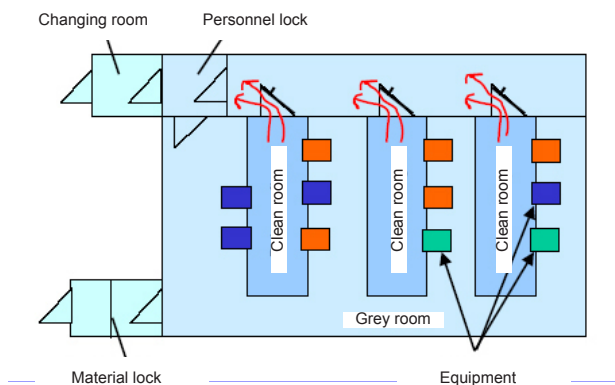 Changing room
Personnel lock
Clean room
Clean room
Clean room
Grey room
Material lock
Equipment